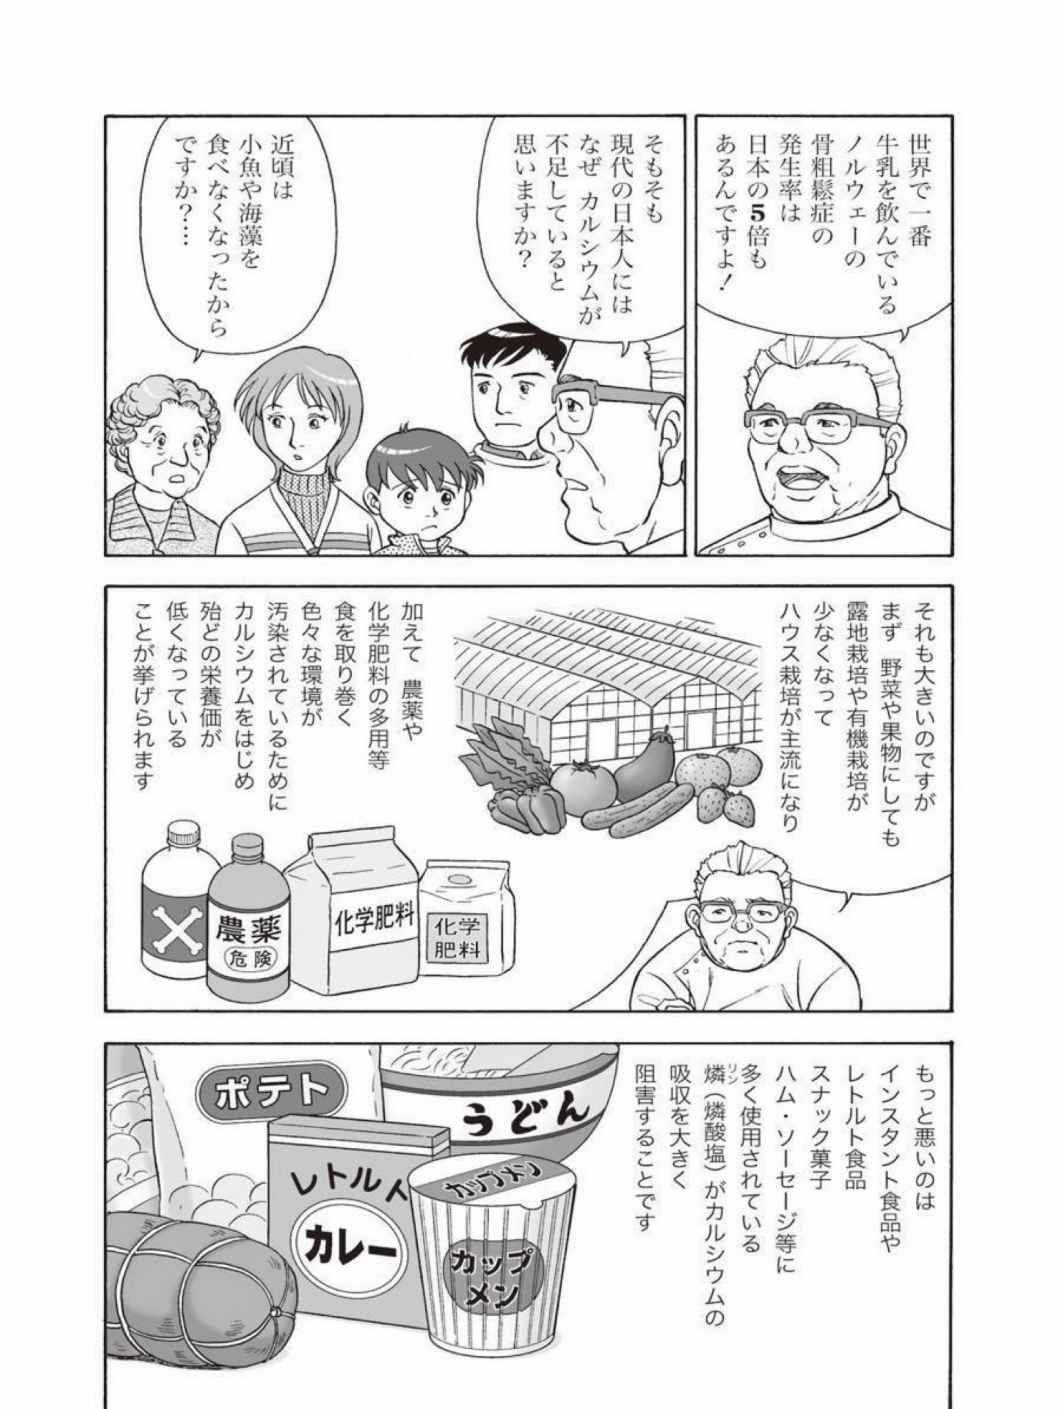 世界で一番
牛乳を飲んでいる
ノルウェーの
骨粗鬆症の
発生率は
日本の5倍も
あるんですよ！
そもそも
現代の日本人には
なぜ カルシウムが
不足していると
思いますか？
近頃は
小魚や海藻を
食べなくなったから
ですか？…
それも大きいのですが
まず 野菜や果物にしても
露地栽培や有機栽培が
少なくなって
ハウス栽培が主流になり
加えて 農薬や
化学肥料の多用等
食を取り巻く
色々な環境が
汚染されているために
カルシウムをはじめ
殆どの栄養価が
低くなっている
ことが挙げられます
農薬
危険
化学肥料
化学
肥料
もっと悪いのは
インスタント食品や
レトルト食品
スナック菓子
ハム・ソーセージ等に
多く使用されている
燐（燐酸塩）がカルシウムの
リン
吸収を大きく
阻害することです
ポテト
うどん
レトルト
カレー
カップメン
カップ
メン